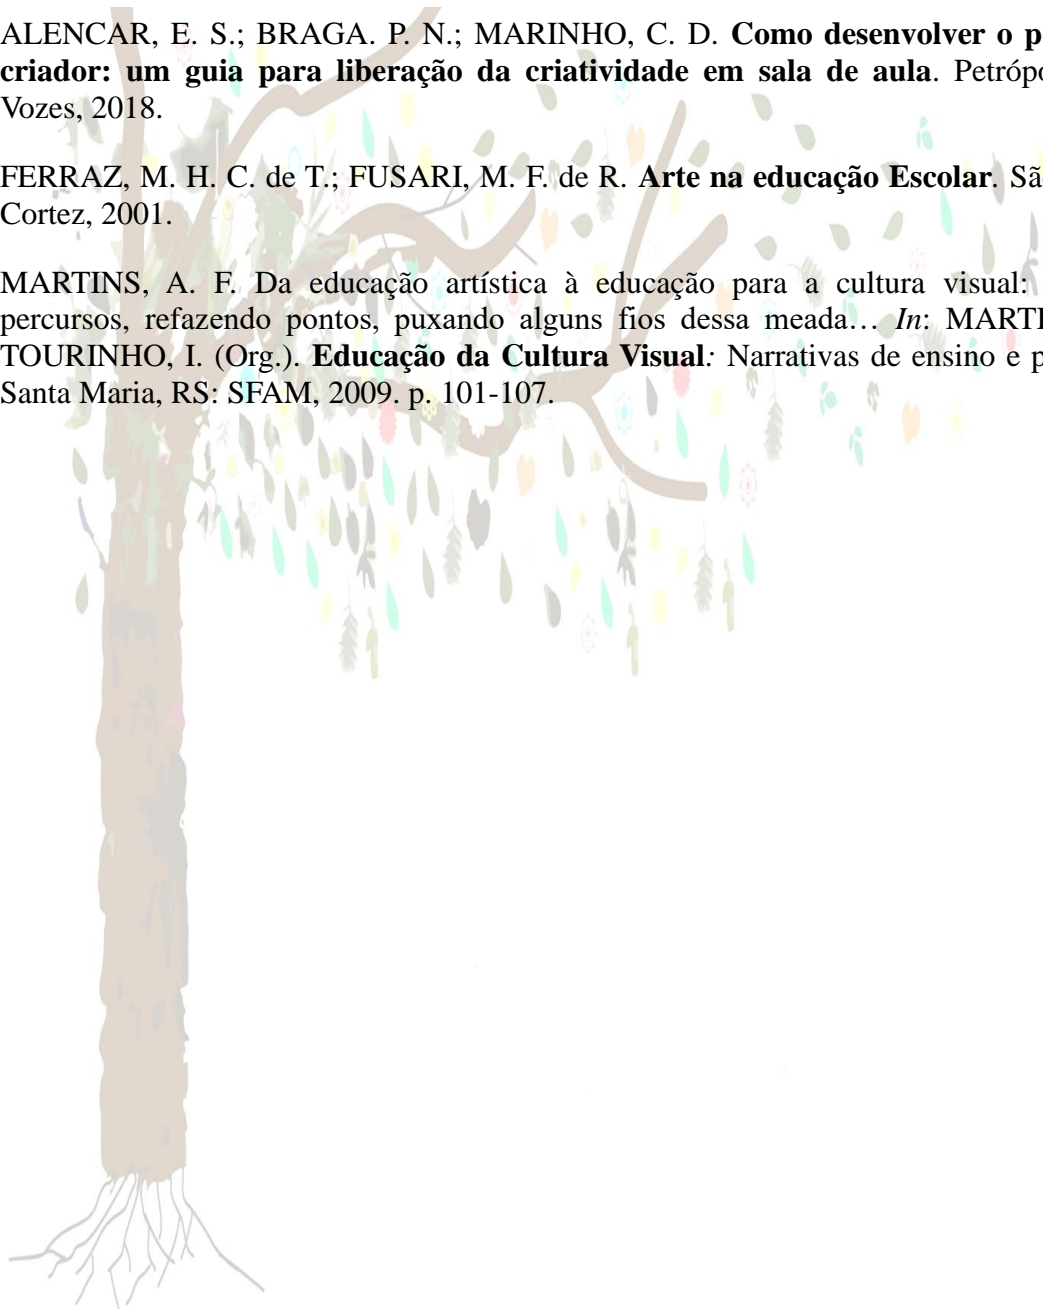 ALENCAR, E. S.; BRAGA. P. N.; MARINHO, C. D. Como desenvolver o
criador: um guia para liberação da criatividade em sala de aula.
Vozes, 2018.
FERRAZ, M. H. C. de T.; FUSARI, M. F. de R. Arte na educação Escolar.
Cortez, 2001.
MARTINS, A. F. Da educação artística à educação para a cultura visual:
percursos, refazendo pontos, puxando alguns fios dessa meada… In:
TOURINHO, I. (Org.). Educação da Cultura Visual: Narrativas de ensino e
Santa Maria, RS: SFAM, 2009. p. 101-107.